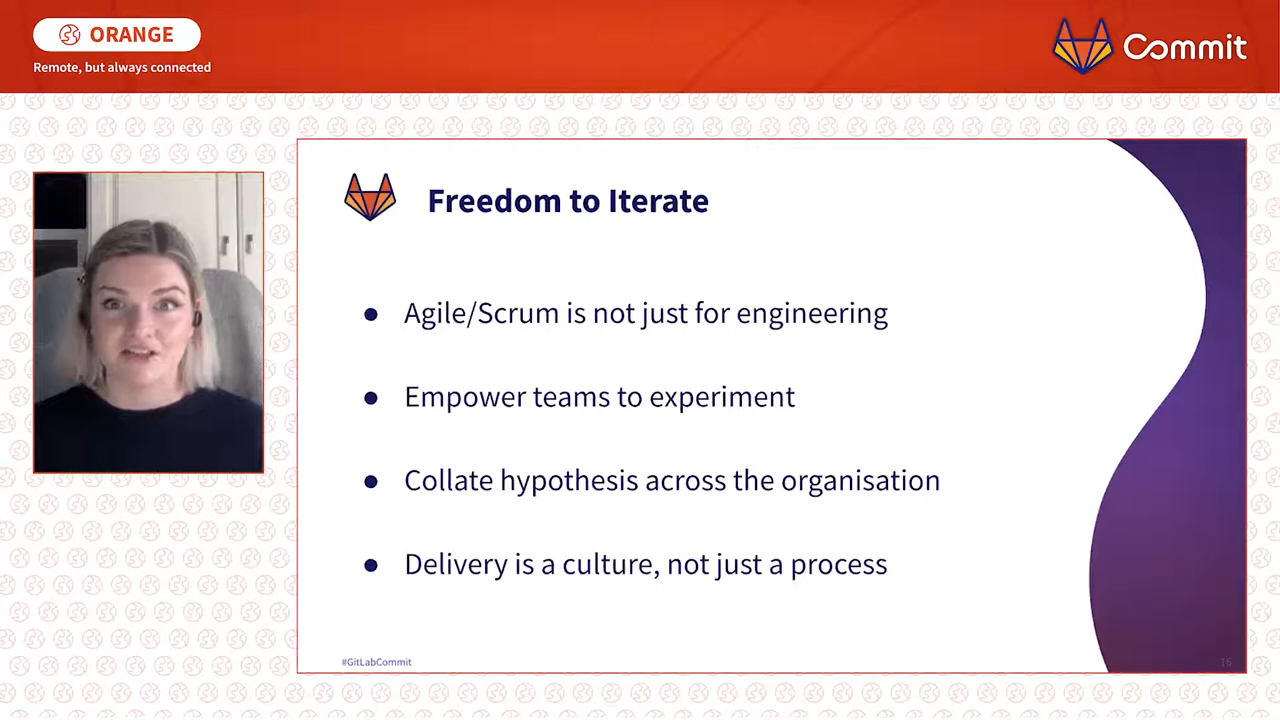 ORANGE
Remote, but always connected
Commit
Freedom to Iterate
● Agile/Scrum is not just for engineering
● Empower teams to experiment
● Collate hypothesis across the organisation
● Delivery is a culture, not just a process
#GitLabCommit